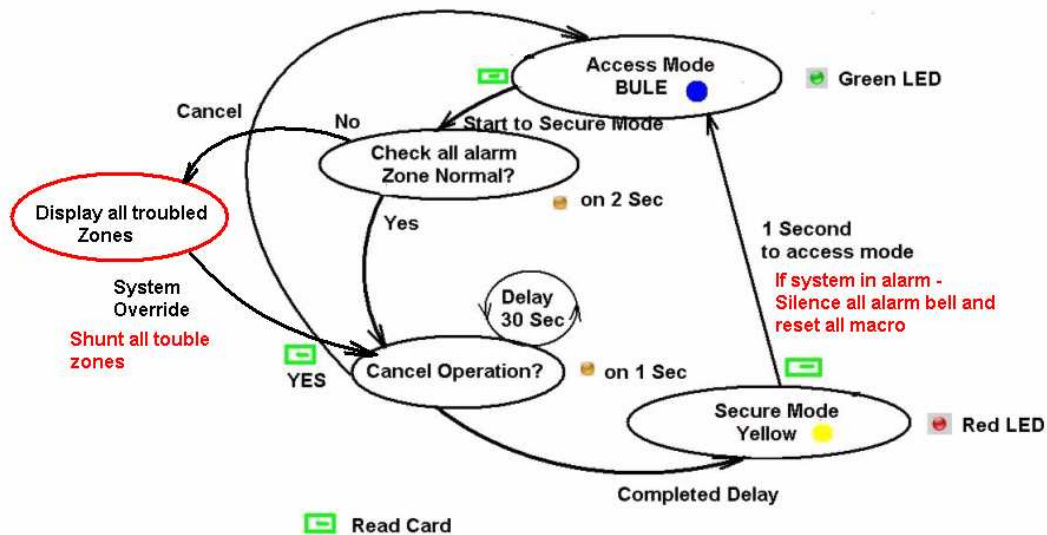 Access Mode
BULE
Green LED
Cancel
No
Start to Secure Mode
Check all alarm
Zone Normal?
on 2 Sec
Display all troubled
Zones
Yes
1 Second
to access mode
If system in alarm -
Silence all alarm bell and
reset all macro
System
Override
Shunt all touble
zones
Delay
30 Sec
YES
Cancel Operation?
on 1 Sec
Secure Mode
Yellow
Red LED
Completed Delay
Read Card